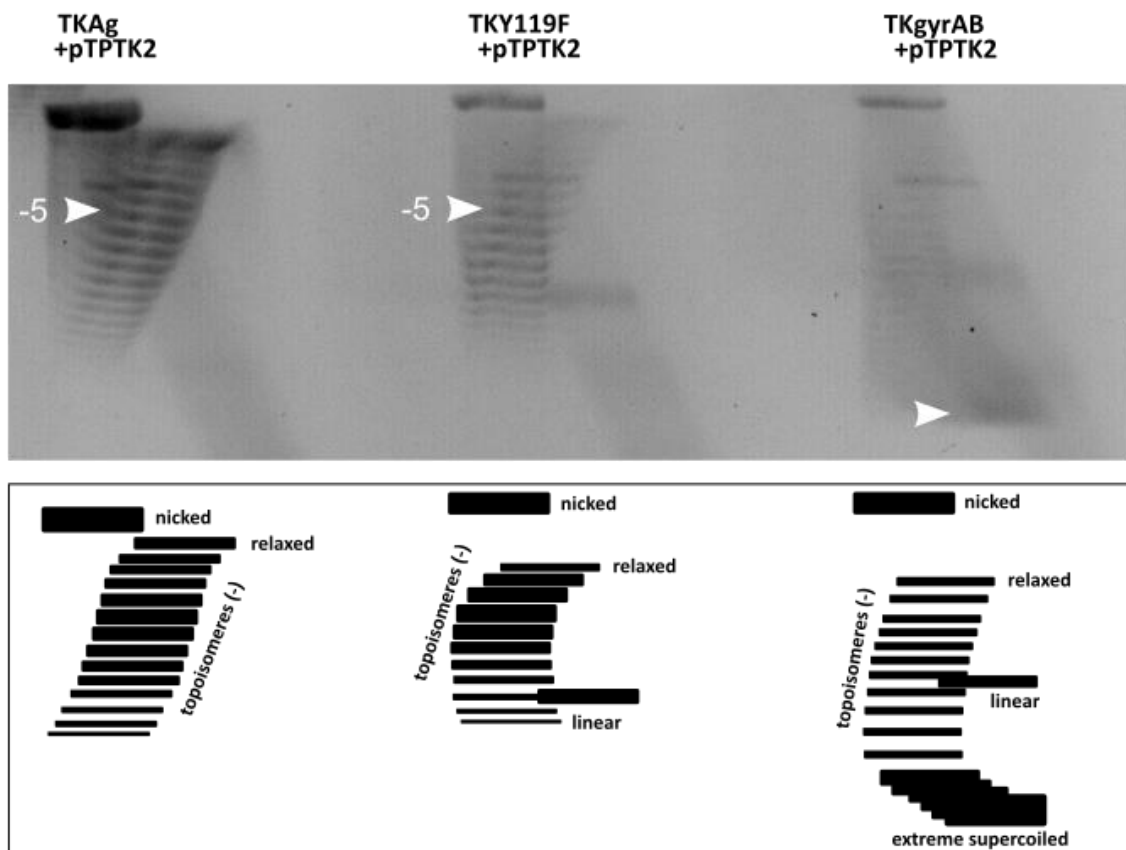 TKAg
+pTPTK2
TKY119F
+pTPTK2
TKgyrAB
+pTPTK2
-5
-5
nicked
relaxed
topoisomeres (-)
nicked
relaxed
topoisomeres (-)
linear
nicked
relaxed
topoisomeres (-)
linear
extreme supercoiled